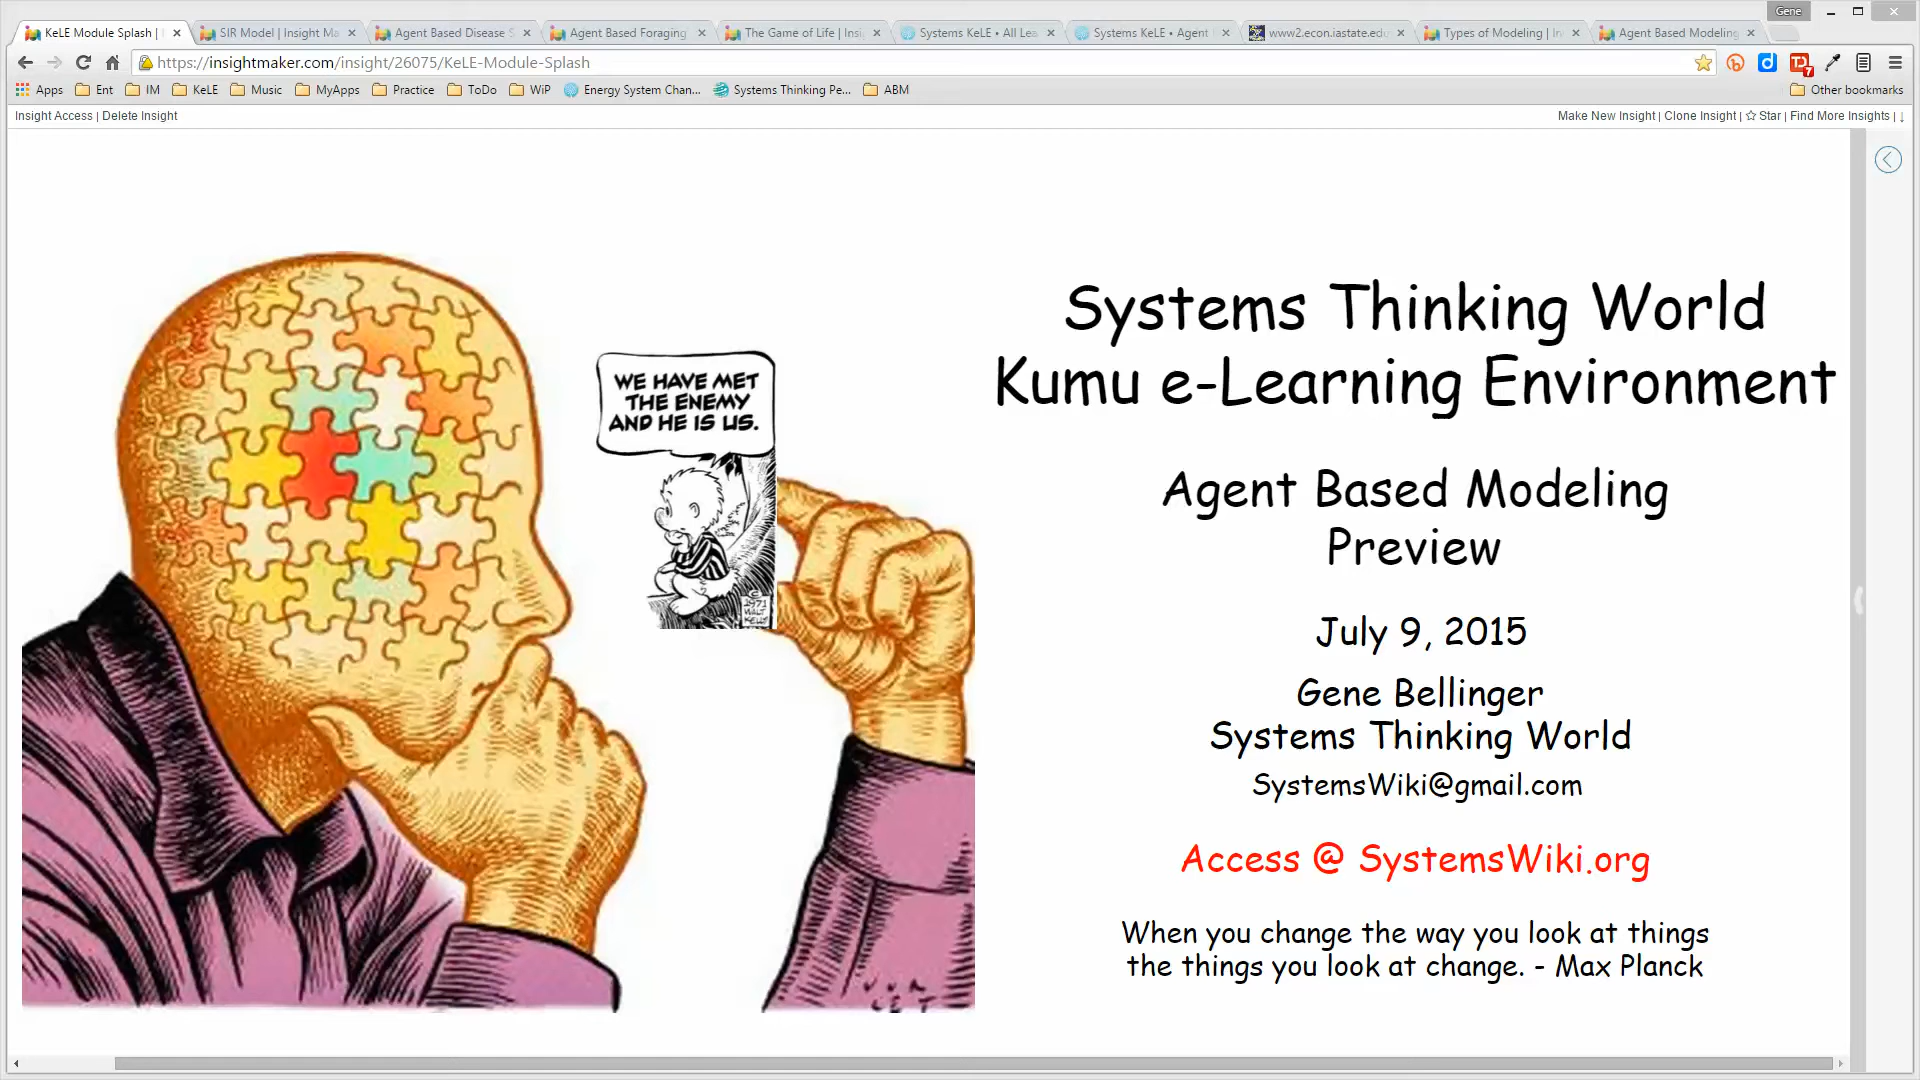 Gene
KeLE Module Splash |
SIR Model | Insight Ma
Agent Based Disease S
Agent Based Foraging
The Game of Life | Insi
Systems KeLE • All Lea
Systems KeLE • Agent
www2.econ.iastate.edu
Types of Modeling | In
Agent Based Modeling
https://insightmaker.com/insight/26075/KeLE-Module-Splash
7
Apps Ent IM KeLE Music MyApps Practice ToDo WiP Energy System Chan... Systems Thinking Pe... ABM Other bookmarks
Insight Access | Delete Insight
Make New Insight | Clone Insight | Star | Find More Insights |
WE HAVE MET
THE ENEMY
AND HE IS US.
©
1971
WALT
KELLY
Systems Thinking World
Kumu e-Learning Environment
Agent Based Modeling
Preview
July 9, 2015
Gene Bellinger
Systems Thinking World
SystemsWiki@gmail.com
Access @ SystemsWiki.org
When you change the way you look at things
the things you look at change. - Max Planck